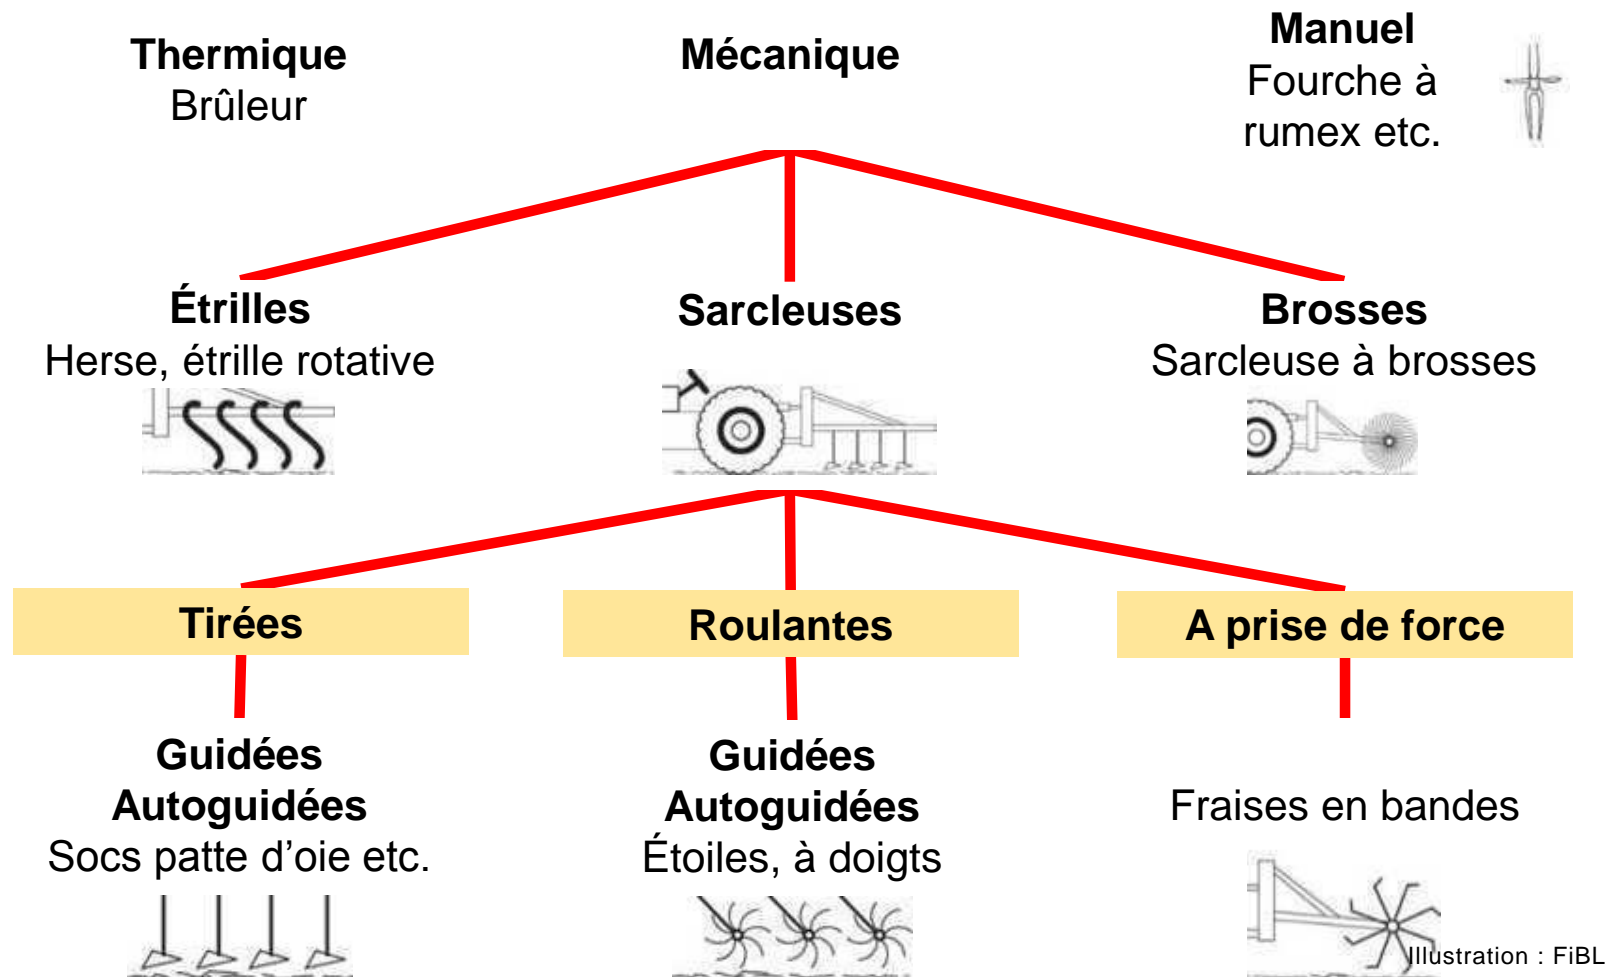 Thermique
Brûleur
Mécanique
Manuel
Fourche à
rumex etc.
Étrilles
Herse, étrille rotative
Sarcleuses
Brosses
Sarcleuse à brosses
Tirées
Roulantes
A prise de force
Guidées
Autoguidées
Socs patte d’oie etc.
Guidées
Autoguidées
Étoiles, à doigts
Fraises en bandes
Illustration : FiBL